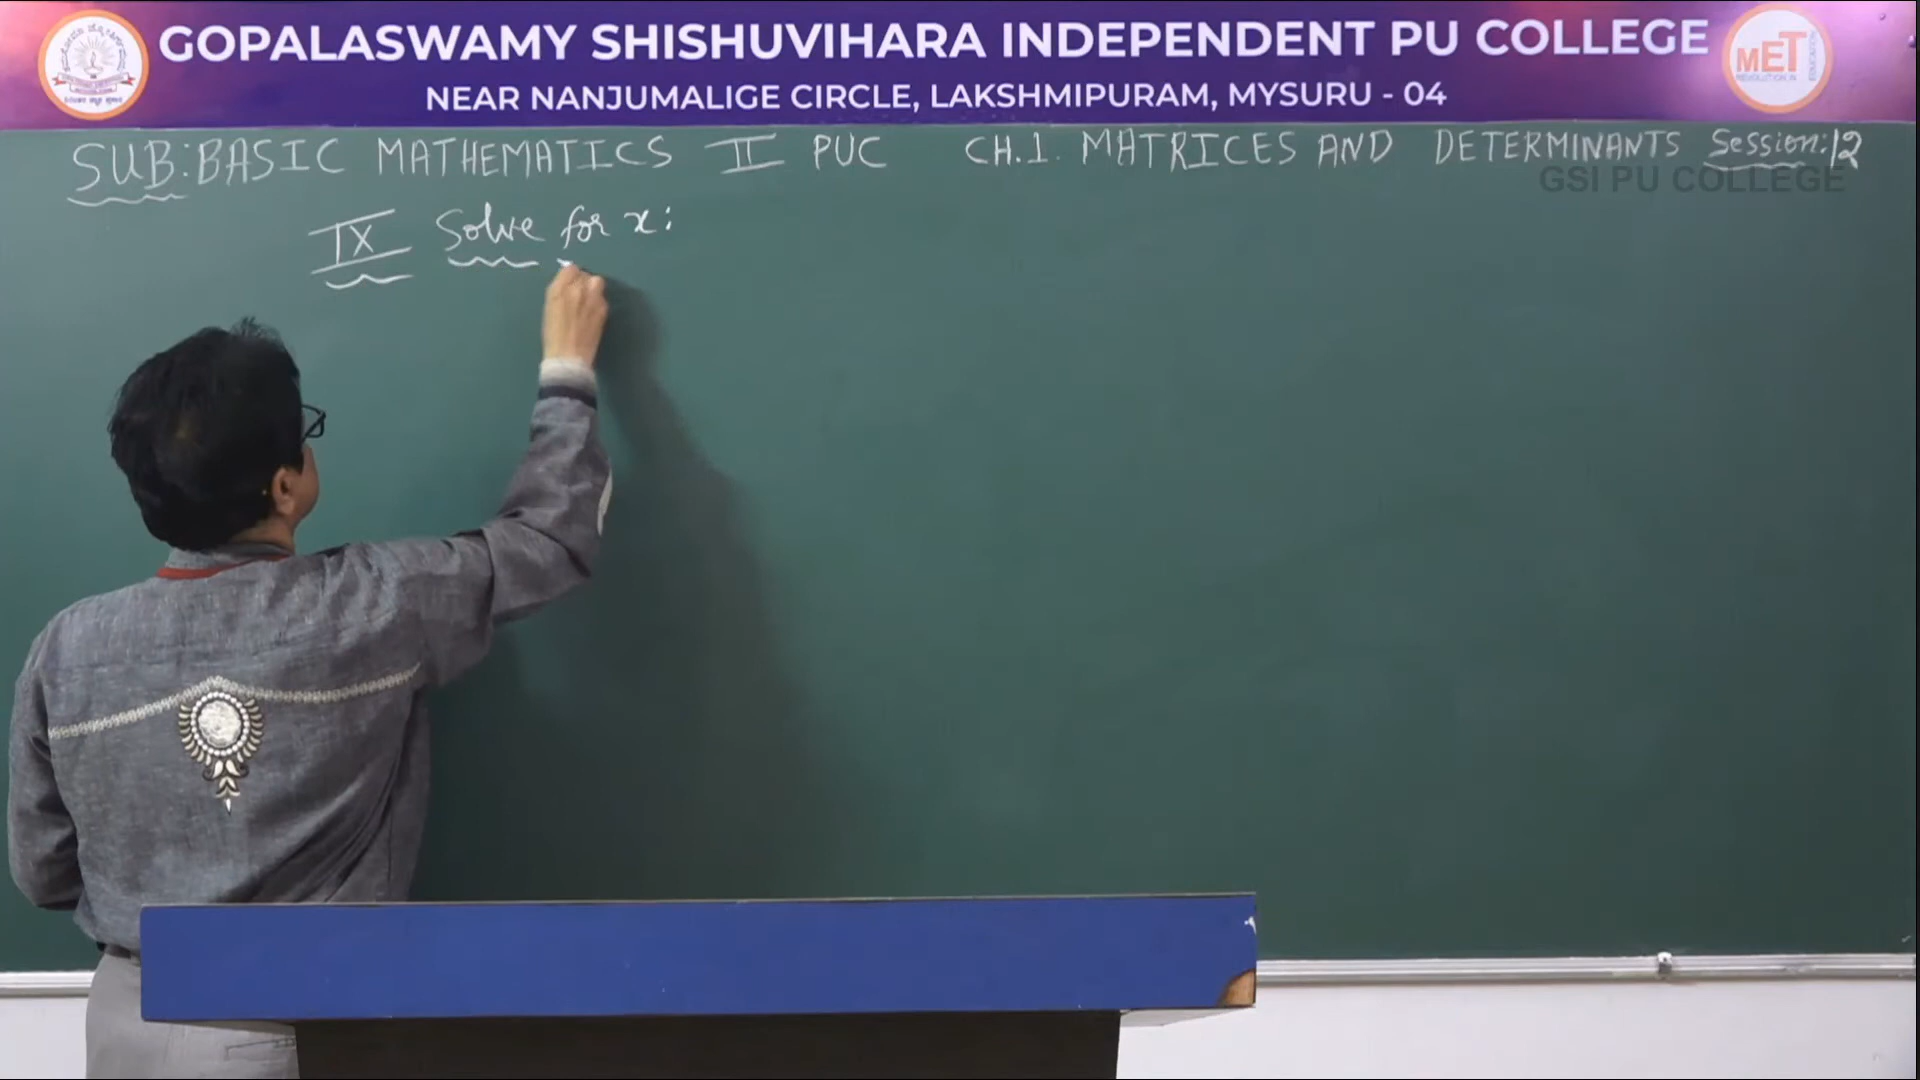 GOPALASWAMY SHISHUVIHARA INDEPENDENT PU COLLEGE
NEAR NANJUMALIGE CIRCLE, LAKSHMIPURAM, MYSURU - 04
MET
SUB: BASIC MATHEMATICS II PUC CH.1. MATRICES AND DETERMINANTS Session: 12
GSI PU COLLEGE
IX Solve for x: